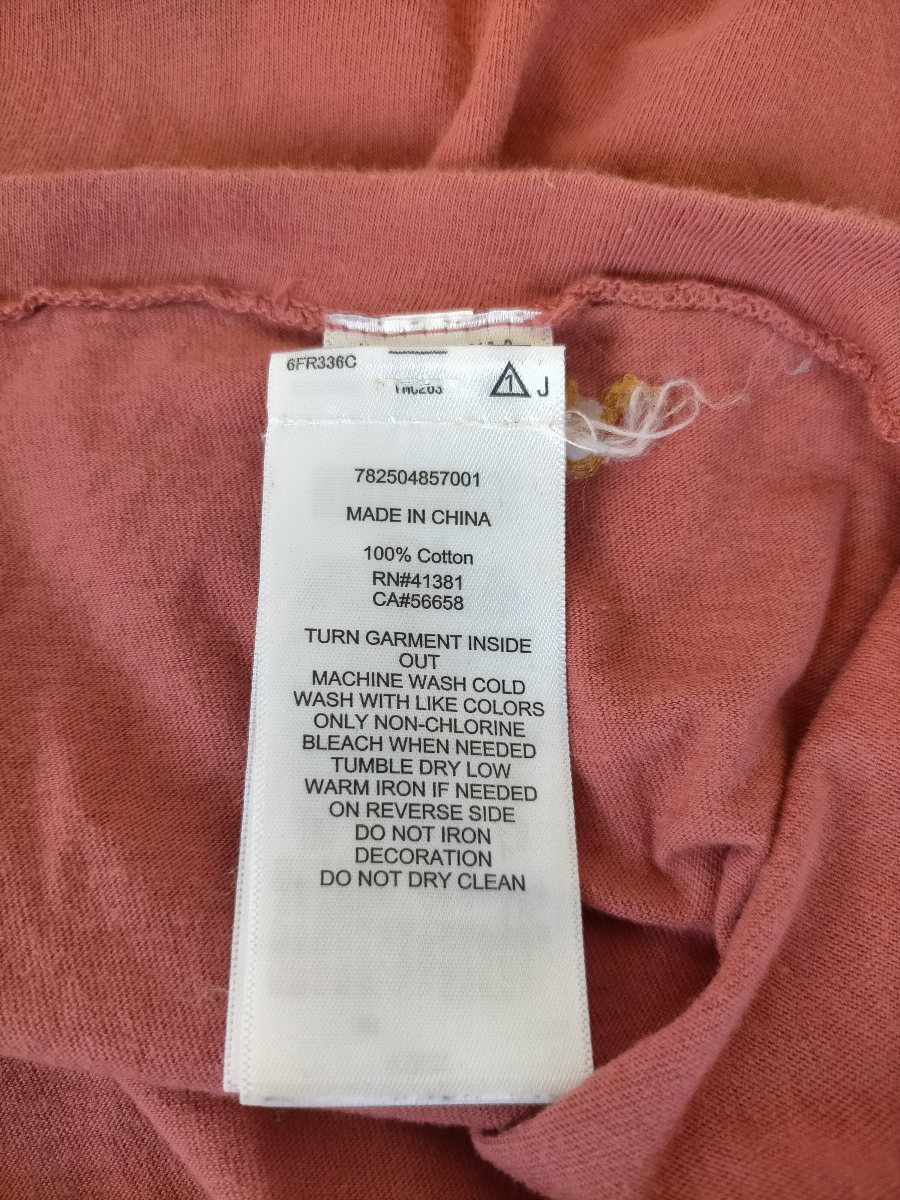 6FR336C
1 J
782504857001
MADE IN CHINA
100% Cotton
RN#41381
CA#56658
TURN GARMENT INSIDE
OUT
MACHINE WASH COLD
WASH WITH LIKE COLORS
ONLY NON-CHLORINE
BLEACH WHEN NEEDED
TUMBLE DRY LOW
WARM IRON IF NEEDED
ON REVERSE SIDE
DO NOT IRON
DECORATION
DO NOT DRY CLEAN